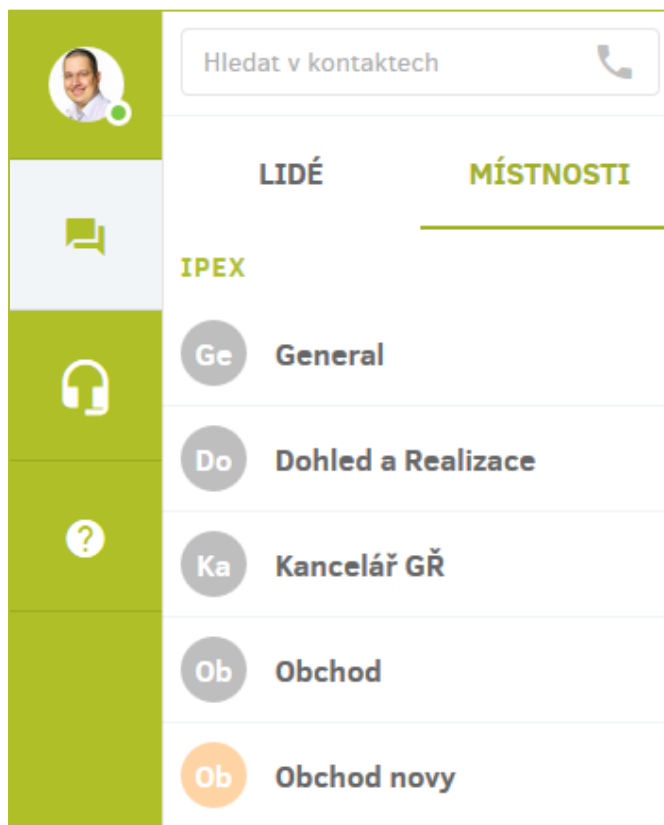 Hledat v kontaktech
LIDÉ MÍSTNOSTI
IPEX
Ge General
Do Dohled a Realizace
Ka Kancelář GŘ
Ob Obchod
Ob Obchod novy
?